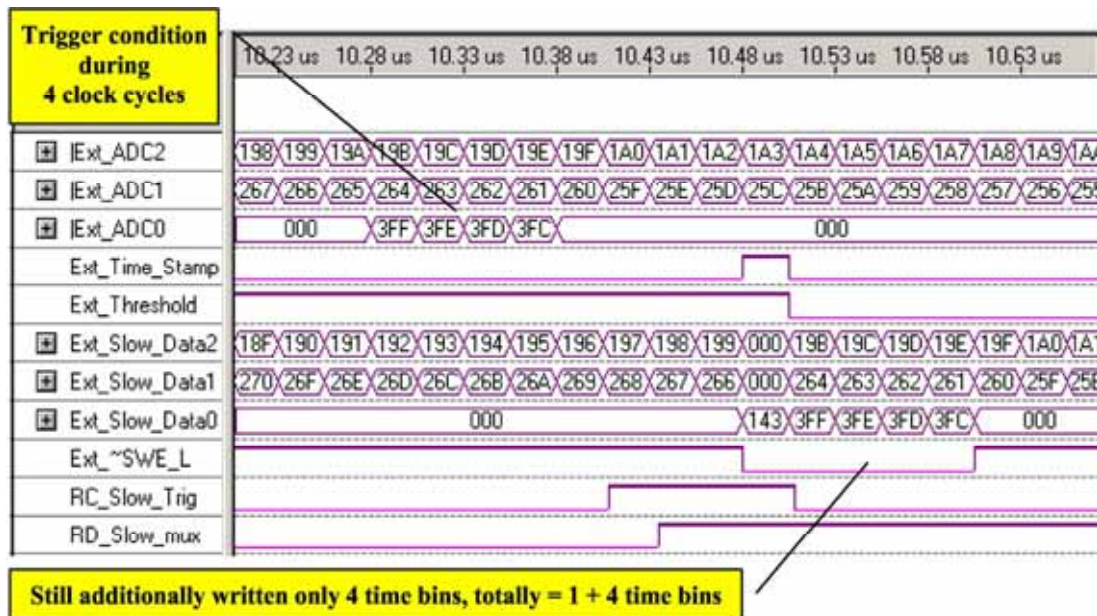 Trigger condition
during
4 clock cycles
10.23 us 10.28 us 10.33 us 10.38 us 10.43 us 10.48 us 10.53 us 10.58 us 10.63 us
|Ext_ADC2 198 199 19A 19B 19C 19D 19E 19F 1A0 1A1 1A2 1A3 1A4 1A5 1A6 1A7 1A8 1A9 1AA
|Ext_ADC1 267 266 265 264 263 262 261 260 25F 25E 25D 25C 25B 25A 259 258 257 256 255
|Ext_ADC0 000 3FF 3FE 3FD 3FC 000
Ext_Time_Stamp
Ext_Threshold
Ext_Slow_Data2 18F 190 191 192 193 194 195 196 197 198 199 000 19B 19C 19D 19E 19F 1A0 1A1
Ext_Slow_Data1 270 26F 26E 26D 26C 26B 26A 269 268 267 266 000 264 263 262 261 260 25F 25E
Ext_Slow_Data0 000 143 3FF 3FE 3FD 3FC 000
Ext_~SWE_L
RC_Slow_Trig
RD_Slow_mux
Still additionally written only 4 time bins, totally = 1 + 4 time bins